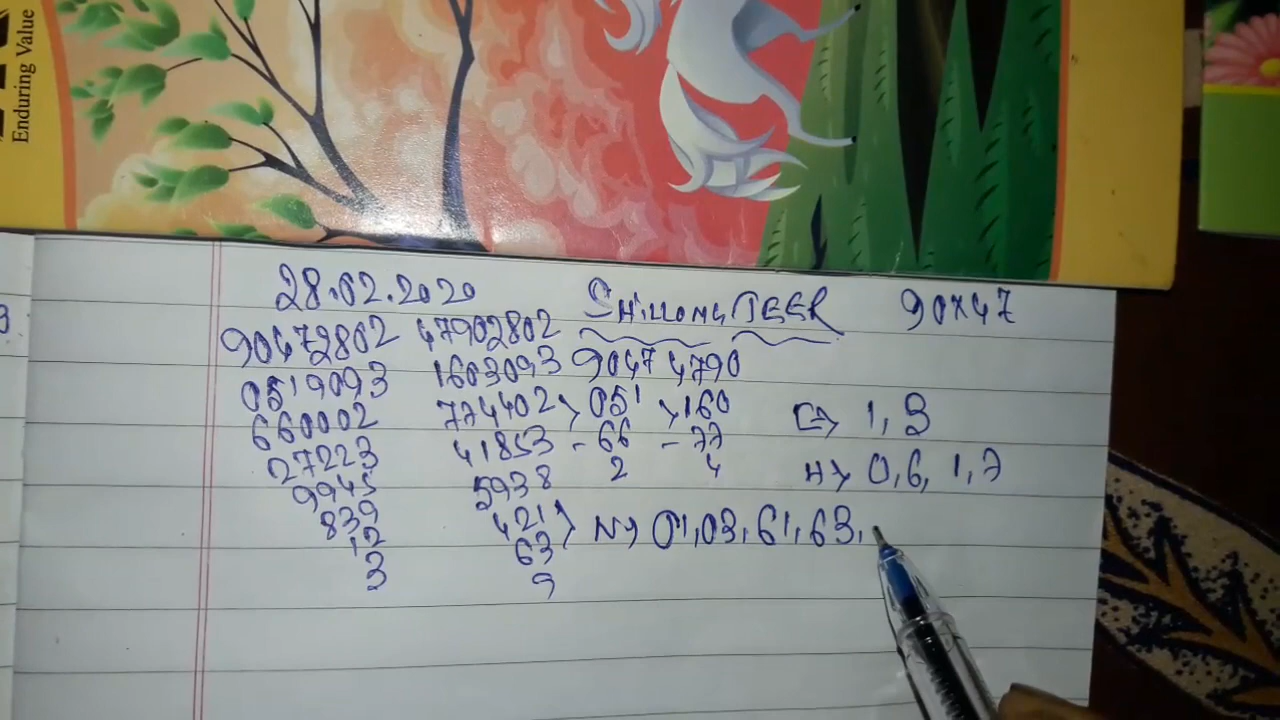 Enduring Value
28.02.2020 SHILLONG TEER 90×47
90472802 47902802
0519093 1603093 9047 4790
660002 774402 > 051 > 160 C> 1, 3
27223 41853 - 66 - 77
9945 5938 2 4 H> 0,6, 1,7
839 421 > N> 01,03,61,63,
12 63
3 9